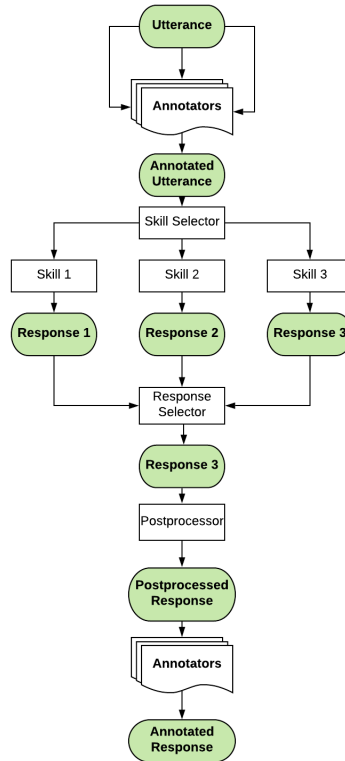 Utterance
Annotators
Annotated
Utterance
Skill Selector
Skill 1
Skill 2
Skill 3
Response 1
Response 2
Response 3
Response
Selector
Response 3
Postprocessor
Postprocessed
Response
Annotators
Annotated
Response